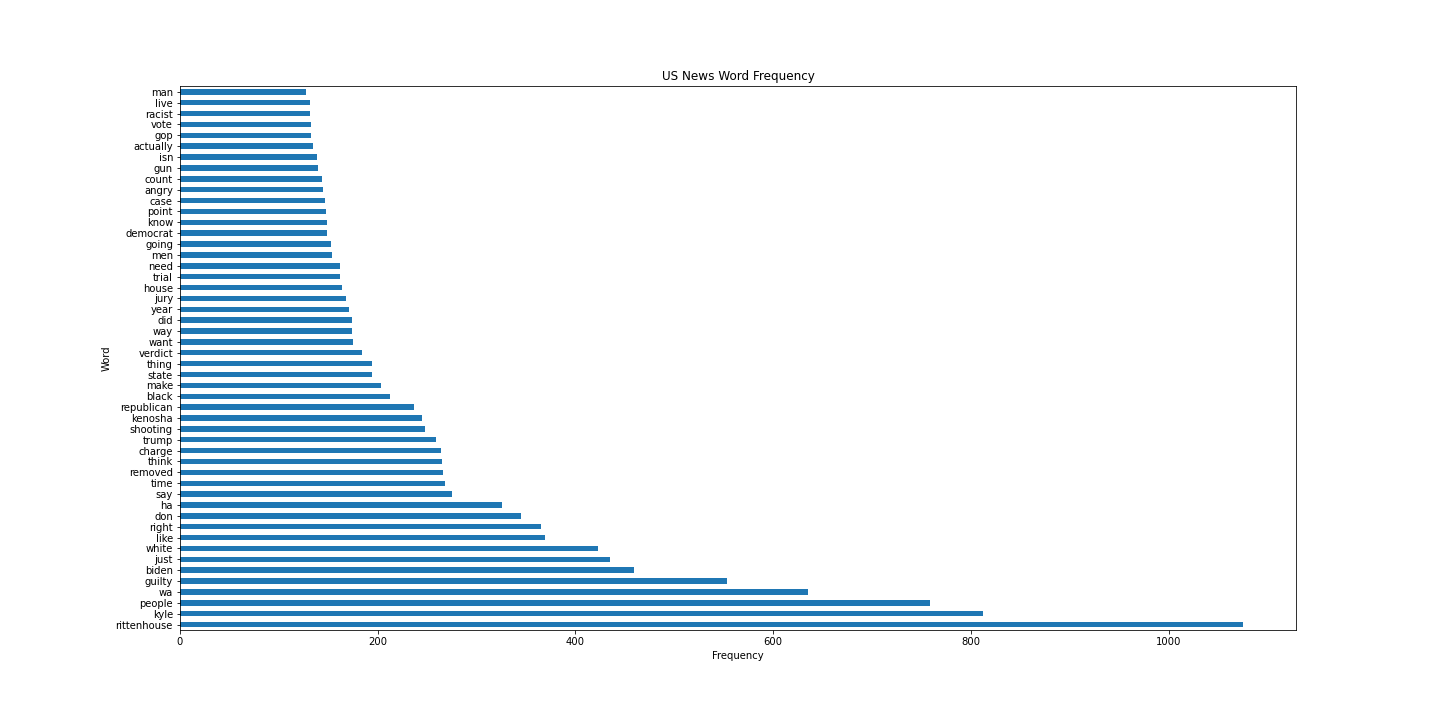 US News Word Frequency
man
live
racist
vote
gop
actually
isn
gun
count
angry
case
point
know
democrat
going
men
need
trial
house
jury
year
did
way
want
verdict
thing
state
make
black
republican
kenosha
shooting
trump
charge
think
removed
time
say
ha
don
right
like
white
just
biden
guilty
wa
people
kyle
rittenhouse
Word
0 200 400 600 800 1000
Frequency